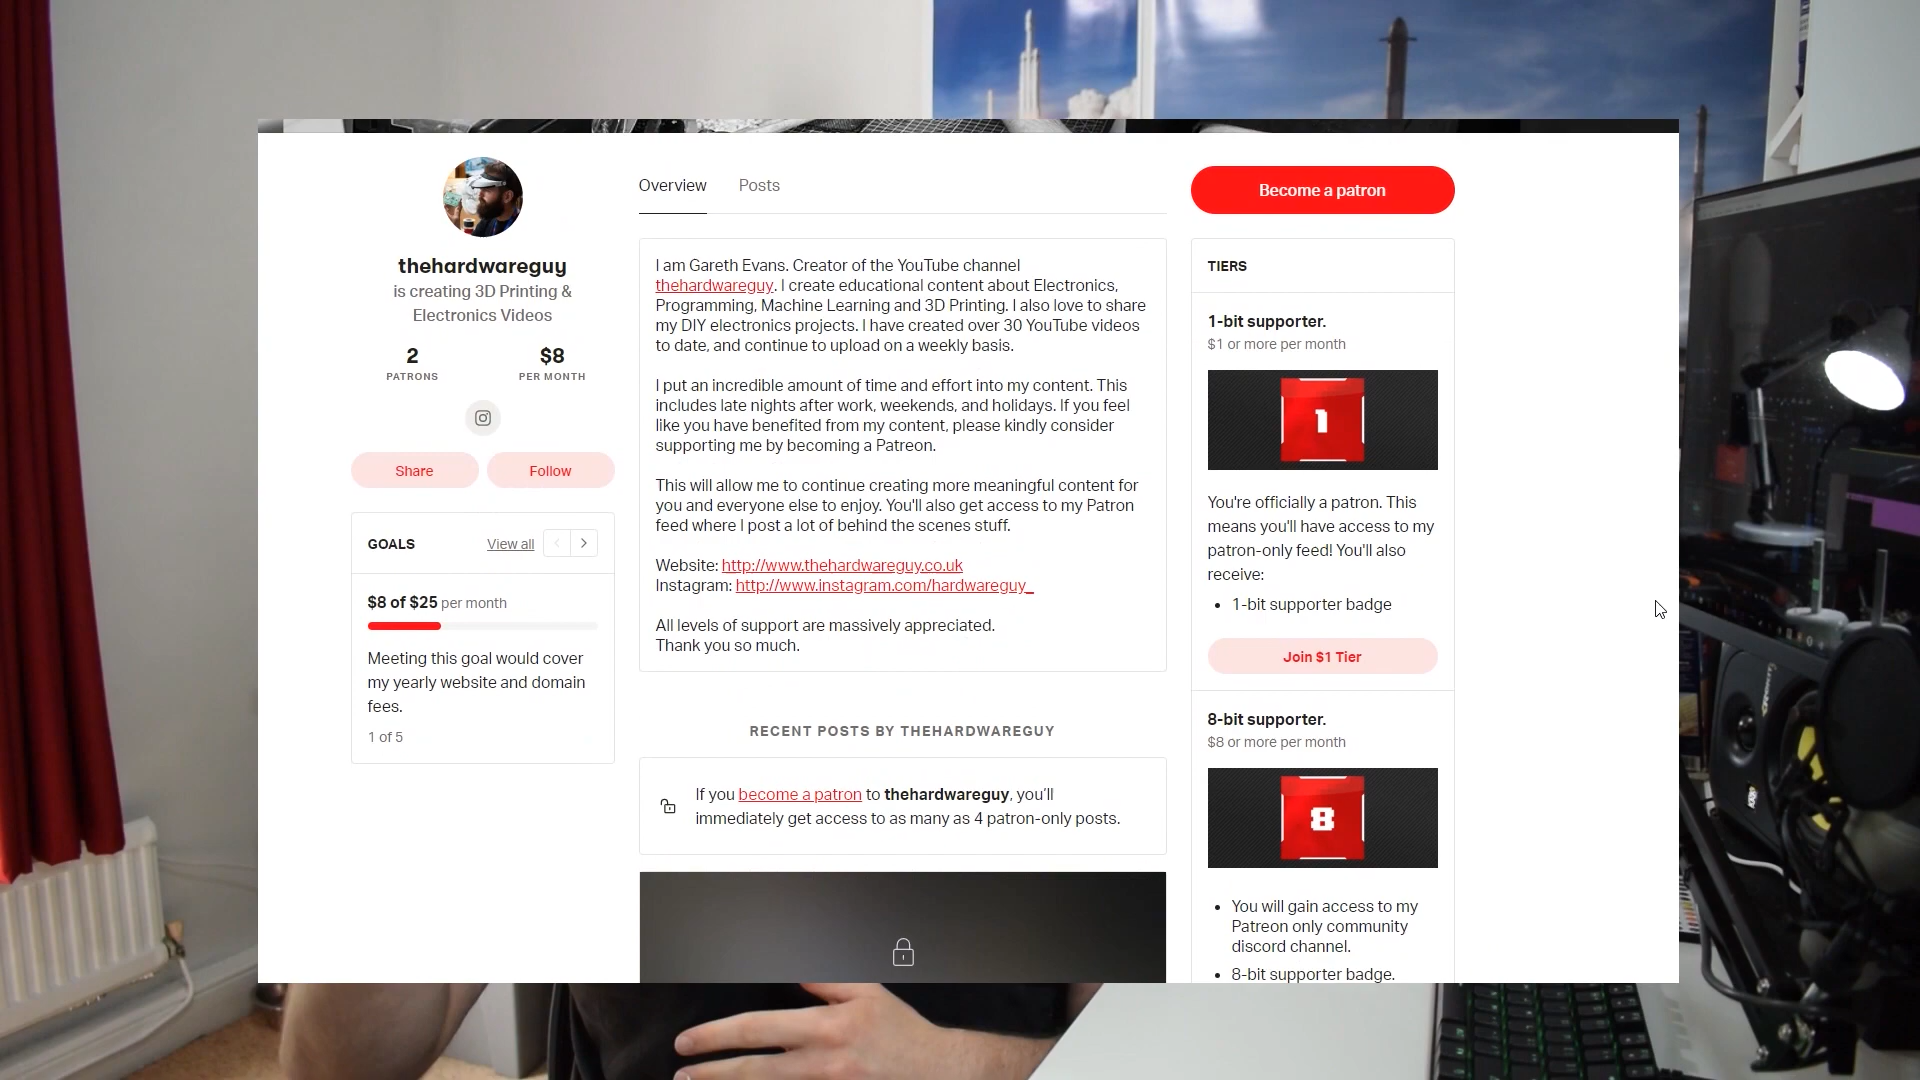 thehardwareguy
is creating 3D Printing &
Electronics Videos
2
PATRONS
$8
PER MONTH
Share
Follow
GOALS
View all
$8 of $25 per month
Meeting this goal would cover
my yearly website and domain
fees.
1 of 5
Overview
Posts
I am Gareth Evans. Creator of the YouTube channel
thehardwareguy. I create educational content about Electronics,
Programming, Machine Learning and 3D Printing. I also love to share
my DIY electronics projects. I have created over 30 YouTube videos
to date, and continue to upload on a weekly basis.
I put an incredible amount of time and effort into my content. This
includes late nights after work, weekends, and holidays. If you feel
like you have benefited from my content, please kindly consider
supporting me by becoming a Patreon.
This will allow me to continue creating more meaningful content for
you and everyone else to enjoy. You'll also get access to my Patron
feed where I post a lot of behind the scenes stuff.
Website: http://www.thehardwareguy.co.uk
Instagram: http://www.instagram.com/hardwareguy_
All levels of support are massively appreciated.
Thank you so much.
RECENT POSTS BY THEHARDWAREGUY
If you become a patron to thehardwareguy, you'll
immediately get access to as many as 4 patron-only posts.
Become a patron
TIERS
1-bit supporter.
$1 or more per month
1
You're officially a patron. This
means you'll have access to my
patron-only feed! You'll also
receive:
• 1-bit supporter badge
Join $1 Tier
8-bit supporter.
$8 or more per month
8
• You will gain access to my
Patreon only community
discord channel.
• 8-bit supporter badge.